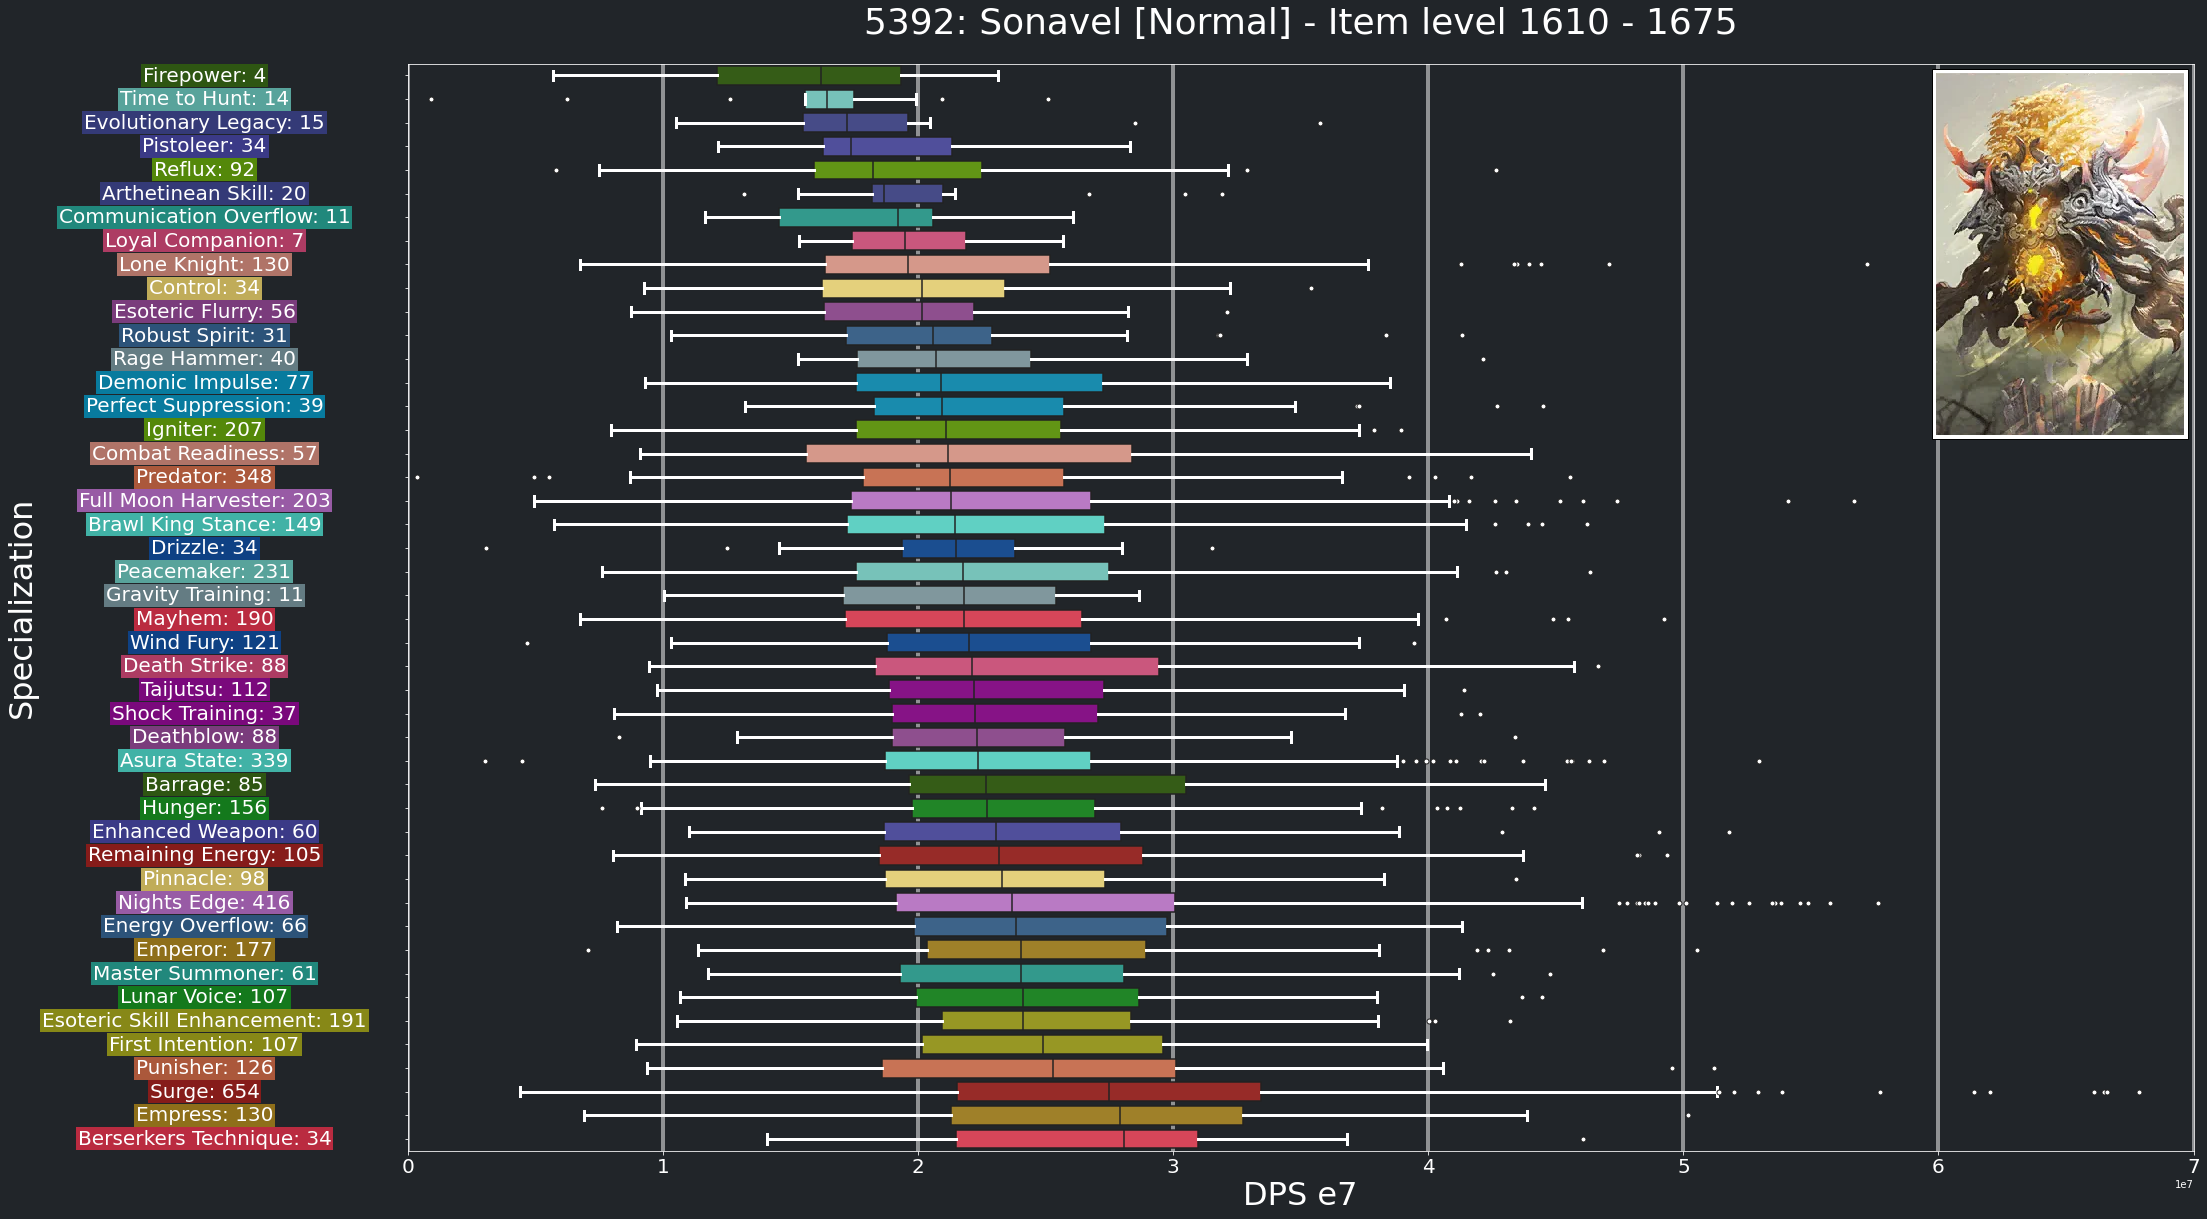 5392: Sonavel [Normal] - Item level 1610 - 1675
Specialization
Firepower: 4
Time to Hunt: 14
Evolutionary Legacy: 15
Pistoleer: 34
Reflux: 92
Arthetinean Skill: 20
Communication Overflow: 11
Loyal Companion: 7
Lone Knight: 130
Control: 34
Esoteric Flurry: 56
Robust Spirit: 31
Rage Hammer: 40
Demonic Impulse: 77
Perfect Suppression: 39
Igniter: 207
Combat Readiness: 57
Predator: 348
Full Moon Harvester: 203
Brawl King Stance: 149
Drizzle: 34
Peacemaker: 231
Gravity Training: 11
Mayhem: 190
Wind Fury: 121
Death Strike: 88
Taijutsu: 112
Shock Training: 37
Deathblow: 88
Asura State: 339
Barrage: 85
Hunger: 156
Enhanced Weapon: 60
Remaining Energy: 105
Pinnacle: 98
Nights Edge: 416
Energy Overflow: 66
Emperor: 177
Master Summoner: 61
Lunar Voice: 107
Esoteric Skill Enhancement: 191
First Intention: 107
Punisher: 126
Surge: 654
Empress: 130
Berserkers Technique: 34
0 1 2 3 4 5 6 7
DPS e7
1e7